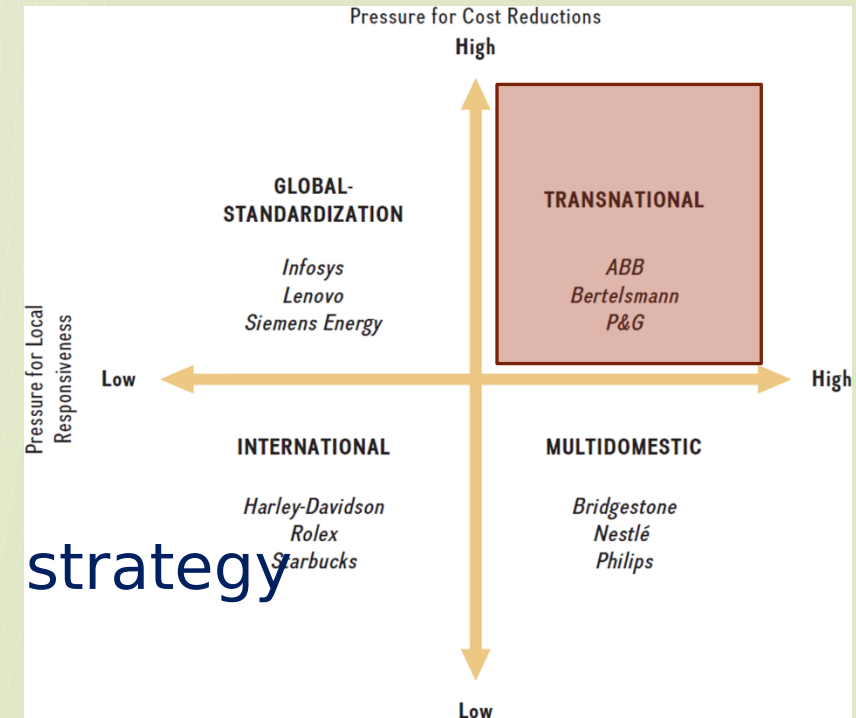 Pressure for Cost Reductions
High
GLOBAL-
STANDARDIZATION
Infosys
Lenovo
Siemens Energy
TRANSNATIONAL
ABB
Bertelsmann
P&G
Pressure for Local
Responsiveness
Low
High
INTERNATIONAL
Harley-Davidson
Rolex
Starbucks
MULTIDOMESTIC
Bridgestone
Nestlé
Philips
strategy
Low